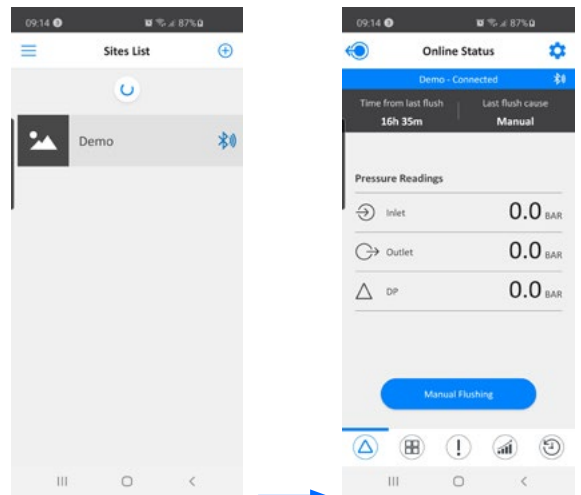 09:14 87%
Sites List
Demo
09:14 87%
Online Status
Demo - Connected
Time from last flush
16h 35m
Last flush cause
Manual
Pressure Readings
Inlet 0.0 BAR
Outlet 0.0 BAR
DP 0.0 BAR
Manual Flushing